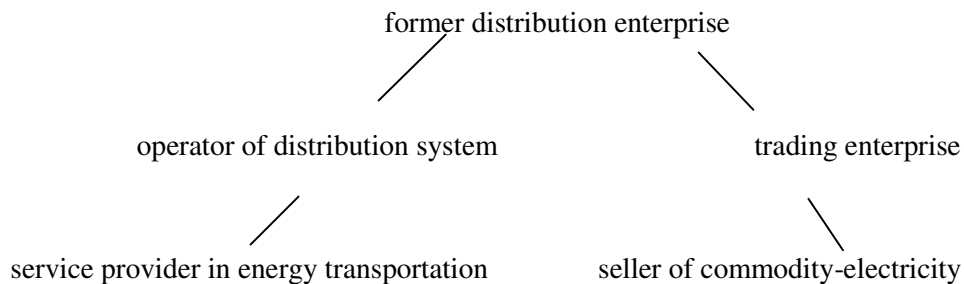 former distribution enterprise
operator of distribution system
trading enterprise
service provider in energy transportation
seller of commodity-electricity